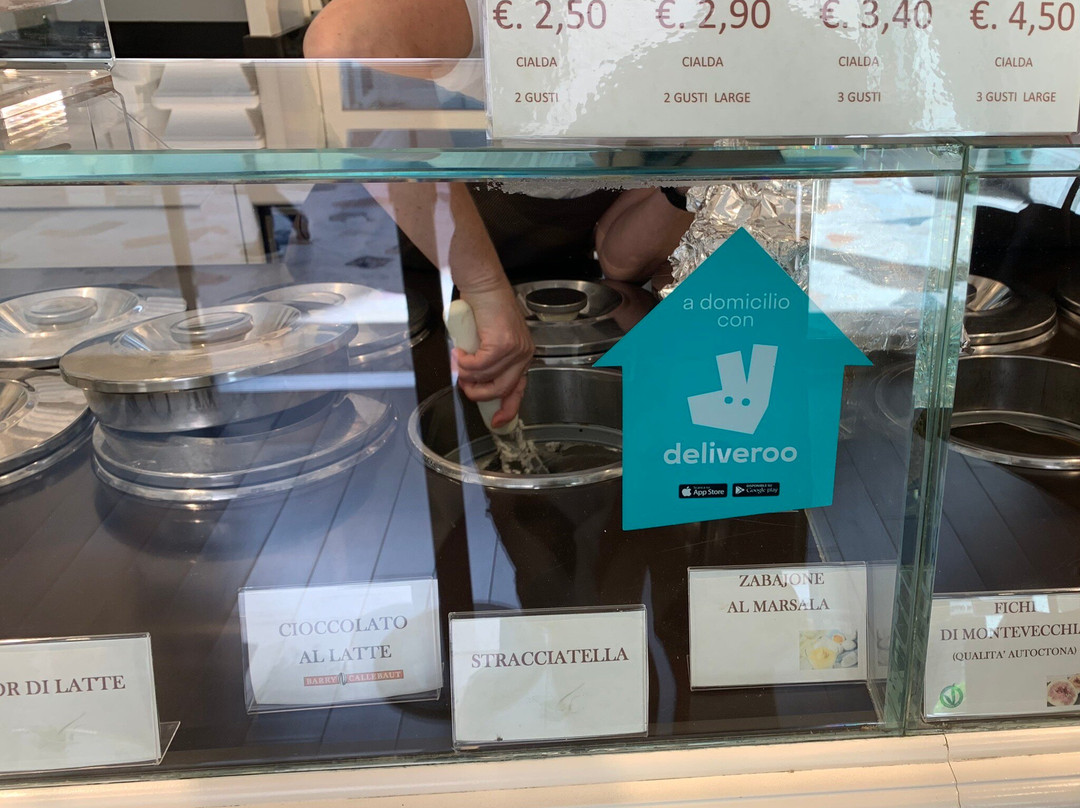 €. 2,50 €. 2,90 €. 3,40 €. 4,50
CIALDA CIALDA CIALDA CIALDA
2 GUSTI 2 GUSTI LARGE 3 GUSTI 3 GUSTI LARGE
a domicilio
con
deliveroo
App Store Google play
OR DI LATTE
CIOCCOLATO
AL LATTE
BARRY CALLEBAUT
STRACCIATELLA
ZABAJONE
AL MARSALA
FICHI
DI MONTEVECCHI
(QUALITA' AUTOCTONA)